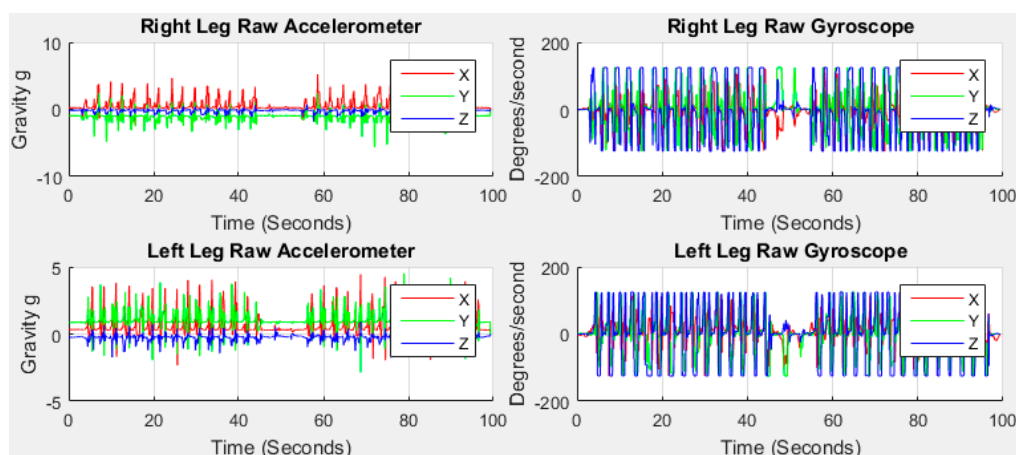 Right Leg Raw Accelerometer
10
0
-10
Gravity g
X
Y
Z
0 20 40 60 80 100
Time (Seconds)
Right Leg Raw Gyroscope
200
0
-200
Degrees/second
X
Y
Z
0 20 40 60 80 100
Time (Seconds)
Left Leg Raw Accelerometer
5
0
-5
Gravity g
X
Y
Z
0 20 40 60 80 100
Time (Seconds)
Left Leg Raw Gyroscope
200
0
-200
Degrees/second
X
Y
Z
0 20 40 60 80 100
Time (Seconds)